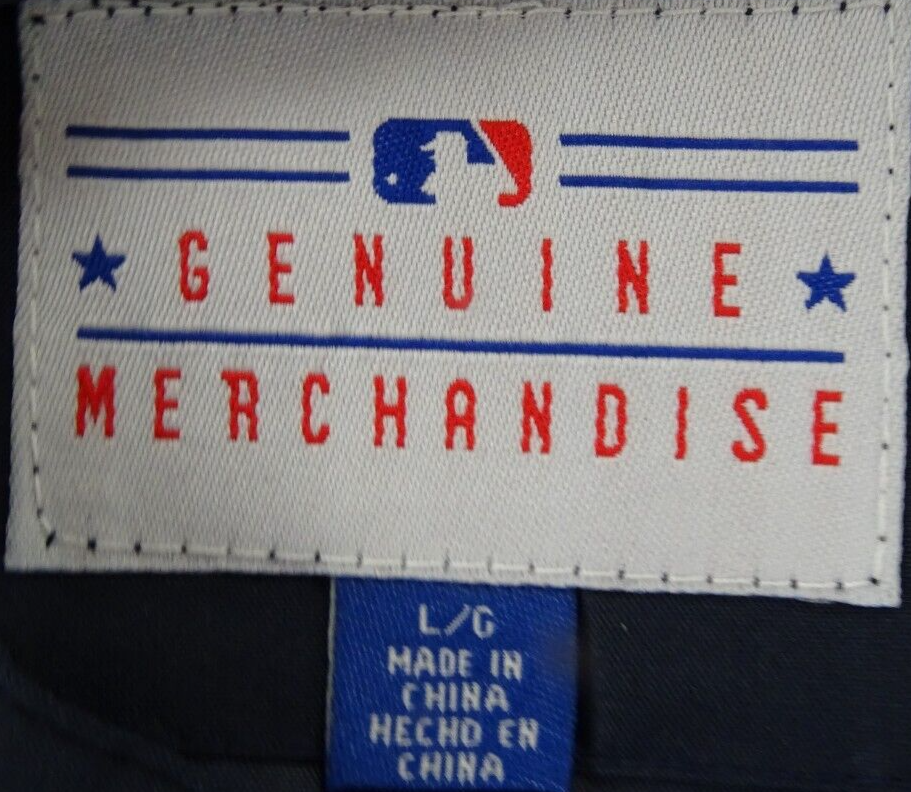 GENUINE
MERCHANDISE
L/G
MADE IN
CHINA
HECHO EN
CHINA